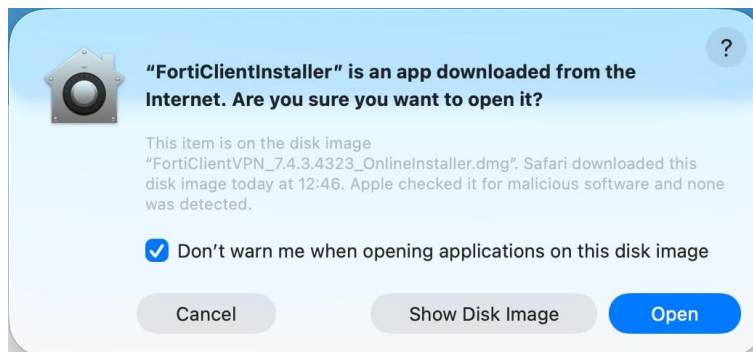 ?
“FortiClientInstaller” is an app downloaded from the
Internet. Are you sure you want to open it?
This item is on the disk image
“FortiClientVPN_7.4.3.4323_OnlineInstaller.dmg”. Safari downloaded this
disk image today at 12:46. Apple checked it for malicious software and none
was detected.
Don’t warn me when opening applications on this disk image
Cancel
Show Disk Image
Open